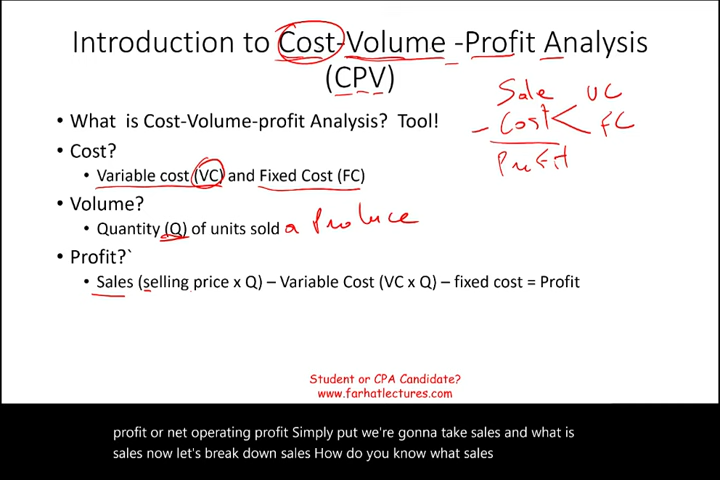 Introduction to Cost-Volume -Profit Analysis
(CPV)
Sale VC
- Cost < FC
Profit
• What is Cost-Volume-profit Analysis? Tool!
• Cost?
• Variable cost (VC) and Fixed Cost (FC)
• Volume?
• Quantity (Q) of units sold a Produce
• Profit?`
• Sales (selling price x Q) – Variable Cost (VC x Q) – fixed cost = Profit
Student or CPA Candidate?
www.farhatlectures.com
profit or net operating profit Simply put we're gonna take sales and what is
sales now let's break down sales How do you know what sales